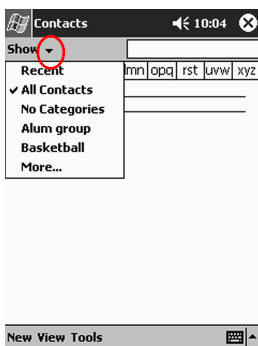 Contacts 10:04
Show
Recent mn opq rst uvw xyz
All Contacts
No Categories
Alum group
Basketball
More...
New View Tools